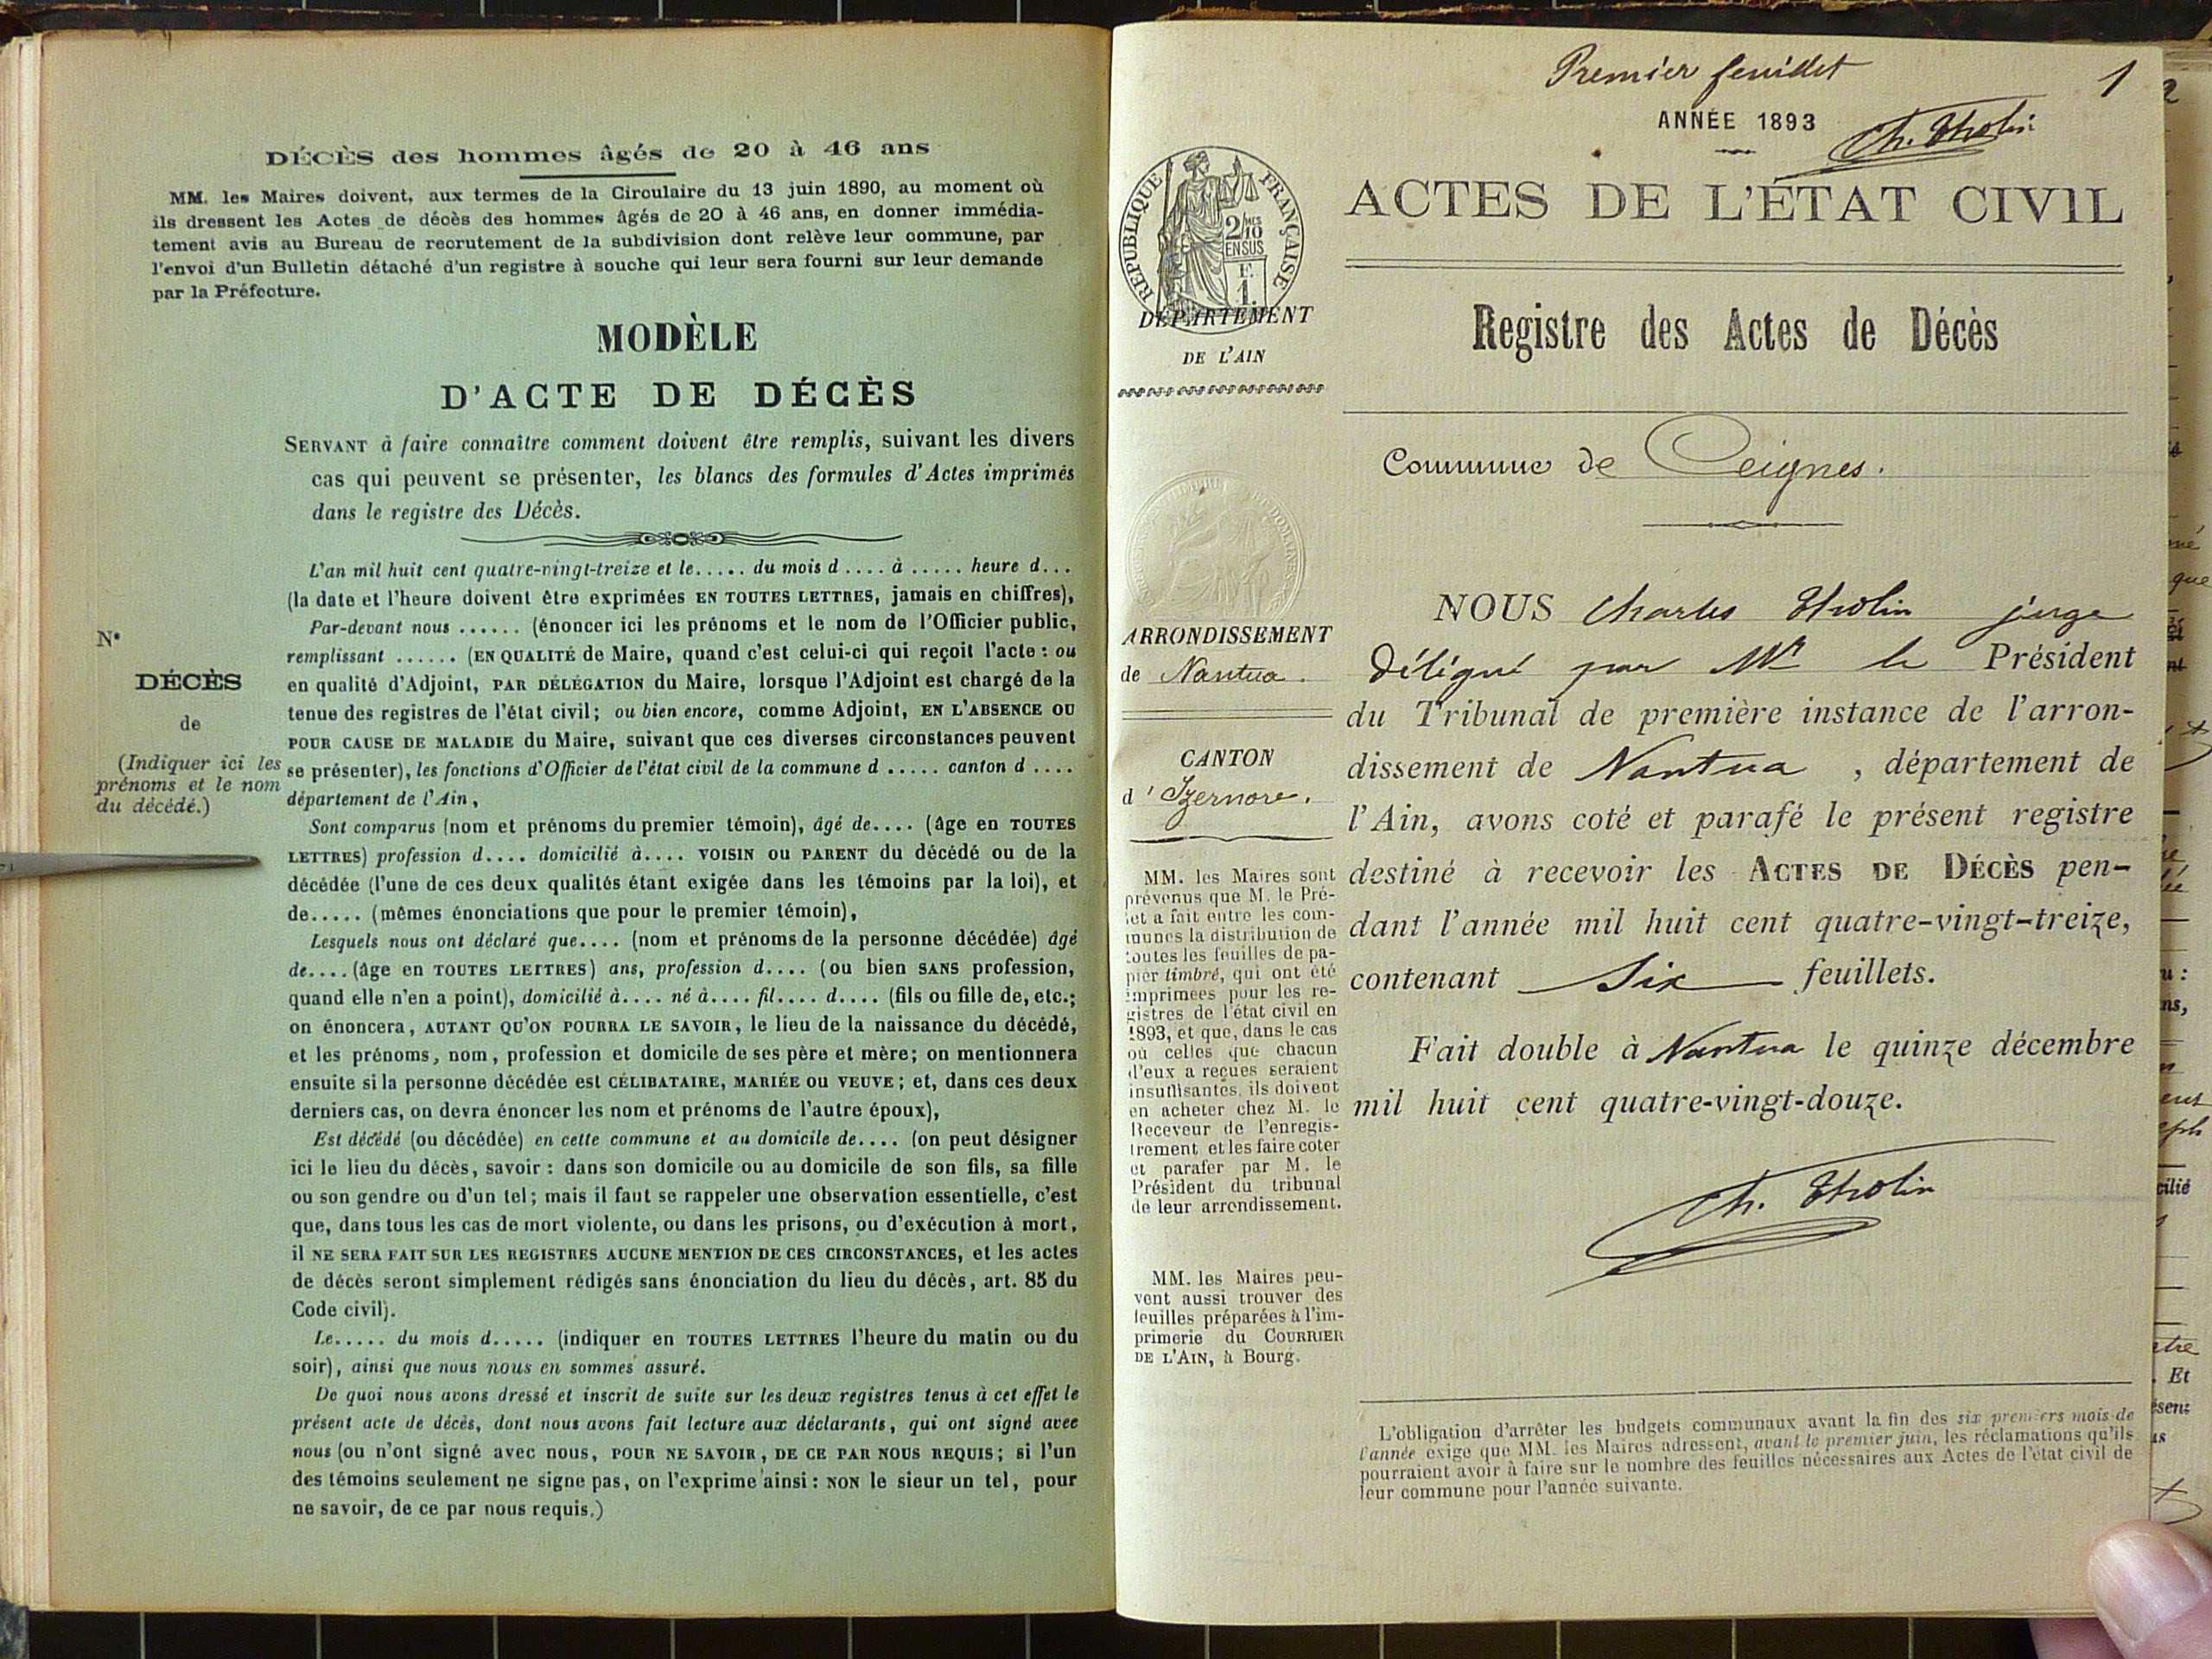 DÉCÈS des hommes âgés de 20 à 46 ans
MM. les Maires doivent, aux termes de la Circulaire du 13 juin 1890, au moment où
ils dressent les Actes de décès des hommes âgés de 20 à 46 ans, en donner immédia-
tement avis au Bureau de recrutement de la subdivision dont relève leur commune, par
l'envoi d'un Bulletin détaché d'un registre à souche qui leur sera fourni sur leur demande
par la Préfecture.
MODÈLE
D'ACTE DE DÉCÈS
SERVANT à faire connaître comment doivent être remplis, suivant les divers
cas qui peuvent se présenter, les blancs des formules d'Actes imprimés
dans le registre des Décès.
L'an mil huit cent quatre-vingt-treize et le..... du mois d .... à ..... heure d...
(la date et l'heure doivent être exprimées EN TOUTES LETTRES, jamais en chiffres),
Par-devant nous ...... (énoncer ici les prénoms et le nom de l'Officier public,
remplissant ...... (EN QUALITÉ de Maire, quand c'est celui-ci qui reçoit l'acte : ou
en qualité d'Adjoint, PAR DÉLÉGATION du Maire, lorsque l'Adjoint est chargé de la
tenue des registres de l'état civil; ou bien encore, comme Adjoint, EN L'ABSENCE OU
POUR CAUSE DE MALADIE du Maire, suivant que ces diverses circonstances peuvent
se présenter), les fonctions d'Officier de l'état civil de la commune d ..... canton d ....
département de l'Ain,
N°
DÉCÈS
de
(Indiquer ici les
prénoms et le nom
du décédé.)
Sont comparus (nom et prénoms du premier témoin), âgé de.... (âge en TOUTES
LETTRES) profession d.... domicilié à.... VOISIN OU PARENT du décédé ou de la
décédée (l'une de ces deux qualités étant exigée dans les témoins par la loi), et
de..... (mêmes énonciations que pour le premier témoin),
Lesquels nous ont déclaré que.... (nom et prénoms de la personne décédée) âgé
de.... (âge en TOUTES LETTRES) ans, profession d.... (ou bien SANS profession,
quand elle n'en a point), domicilié à.... né à.... fil.... d.... (fils ou fille de, etc.;
on énoncera, AUTANT QU'ON POURRA LE SAVOIR, le lieu de la naissance du décédé,
et les prénoms, nom, profession et domicile de ses père et mère; on mentionnera
ensuite si la personne décédée est CÉLIBATAIRE, MARIÉE OU VEUVE; et, dans ces deux
derniers cas, on devra énoncer les nom et prénoms de l'autre époux),
Est décédé (ou décédée) en cette commune et au domicile de.... (on peut désigner
ici le lieu du décès, savoir : dans son domicile ou au domicile de son fils, sa fille
ou son gendre ou d'un tel; mais il faut se rappeler une observation essentielle, c'est
que, dans tous les cas de mort violente, ou dans les prisons, ou d'exécution à mort,
il NE SERA FAIT SUR LES REGISTRES AUCUNE MENTION DE CES CIRCONSTANCES, et les actes
de décès seront simplement rédigés sans énonciation du lieu du décès, art. 85 du
Code civil).
Le..... du mois d..... (indiquer en TOUTES LETTRES l'heure du matin ou du
soir), ainsi que nous nous en sommes assuré.
De quoi nous avons dressé et inscrit de suite sur les deux registres tenus à cet effet le
présent acte de décès, dont nous avons fait lecture aux déclarants, qui ont signé avec
nous (ou n'ont signé avec nous, POUR NE SAVOIR, DE CE PAR NOUS REQUIS; si l'un
des témoins seulement ne signe pas, on l'exprime ainsi : NON le sieur un tel, pour
ne savoir, de ce par nous requis.)
Premier feuillet
1
ANNÉE 1893
Ch. Tholin
RÉPUBLIQUE FRANÇAISE
2/10 MES
EN SUS
F.
1.
DÉPARTEMENT
DE L'AIN
ACTES DE L'ÉTAT CIVIL
Registre des Actes de Décès
Commune de Ceignes.
ARRONDISSEMENT
de Nantua.
CANTON
d'Izernore.
MM. les Maires sont
prévenus que M. le Pré-
fet a fait entre les com-
munes la distribution de
toutes les feuilles de pa-
pier timbré, qui ont été
imprimées pour les re-
gistres de l'état civil en
1893, et que, dans le cas
où celles que chacun
d'eux a reçues seraient
insuffisantes, ils doivent
en acheter chez M. le
Receveur de l'enregis-
trement et les faire coter
et parafer par M. le
Président du tribunal
de leur arrondissement.
MM. les Maires peu-
vent aussi trouver des
feuilles préparées à l'im-
primerie du COURRIER
DE L'AIN, à Bourg.
NOUS Charles Tholin juge
délégué par Mr le Président
du Tribunal de première instance de l'arron-
dissement de Nantua, département de
l'Ain, avons coté et parafé le présent registre
destiné à recevoir les ACTES DE DÉCÈS pen-
dant l'année mil huit cent quatre-vingt-treize,
contenant Six feuillets.
Fait double à Nantua le quinze décembre
mil huit cent quatre-vingt-douze.
Ch. Tholin
L'obligation d'arrêter les budgets communaux avant la fin des six premiers mois de
l'année exige que MM. les Maires adressent, avant le premier juin, les réclamations qu'ils
pourraient avoir à faire sur le nombre des feuilles nécessaires aux Actes de l'état civil de
leur commune pour l'année suivante.